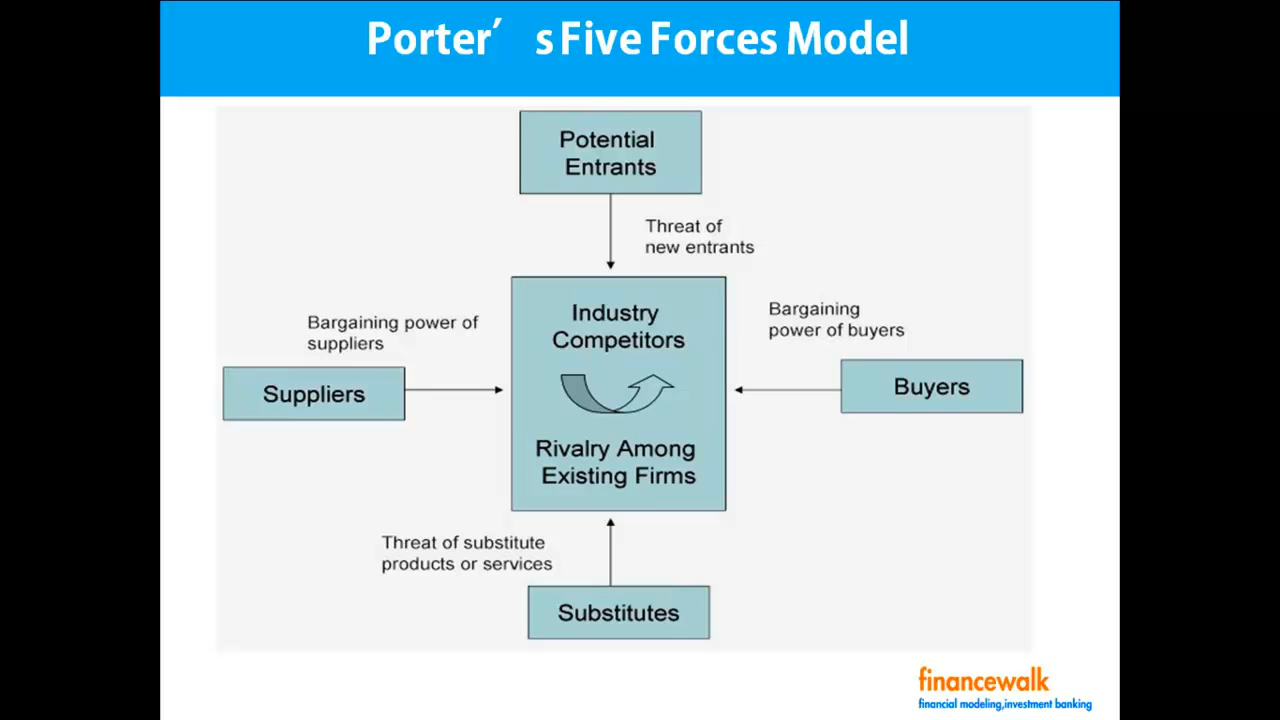 Porter’s Five Forces Model
Potential
Entrants
Threat of
new entrants
Industry
Competitors
Bargaining power of
suppliers
Bargaining
power of buyers
Suppliers
Buyers
Rivalry Among
Existing Firms
Threat of substitute
products or services
Substitutes
financewalk
financial modeling,investment banking